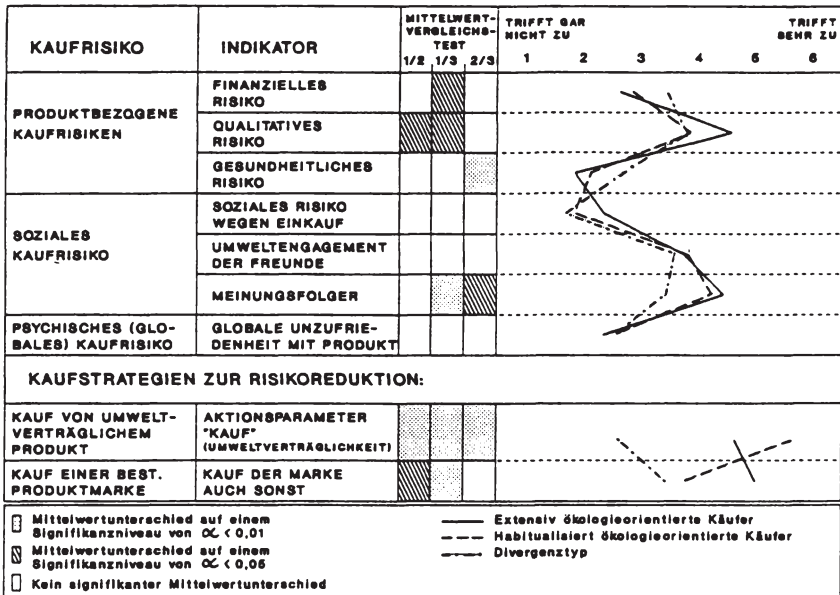 KAUFRISIKO
INDIKATOR
MITTELWERT-
VERGLEICHS-
TEST
1/2 1/3 2/3
TRIFFT GAR
NICHT ZU
TRIFFT
SEHR ZU
1 2 3 4 5 6
PRODUKTBEZOGENE
KAUFRISIKEN
FINANZIELLES
RISIKO
QUALITATIVES
RISIKO
GESUNDHEITLICHES
RISIKO
SOZIALES
KAUFRISIKO
SOZIALES RISIKO
WEGEN EINKAUF
UMWELTENGAGEMENT
DER FREUNDE
MEINUNGSFOLGER
PSYCHISCHES (GLO-
BALES) KAUFRISIKO
GLOBALE UNZUFRIE-
DENHEIT MIT PRODUKT
KAUFSTRATEGIEN ZUR RISIKOREDUKTION:
KAUF VON UMWELT-
VERTRÄGLICHEM
PRODUKT
AKTIONSPARAMETER
"KAUF"
(UMWELTVERTRÄGLICHKEIT)
KAUF EINER BEST.
PRODUKTMARKE
KAUF DER MARKE
AUCH SONST
Mittelwertunterschied auf einem
Signifikanzniveau von α < 0,01
Mittelwertunterschied auf einem
Signifikanzniveau von α < 0,05
Kein signifikanter Mittelwertunterschied
Extensiv ökologieorientierte Käufer
Habitualisiert ökologieorientierte Käufer
Divergenztyp